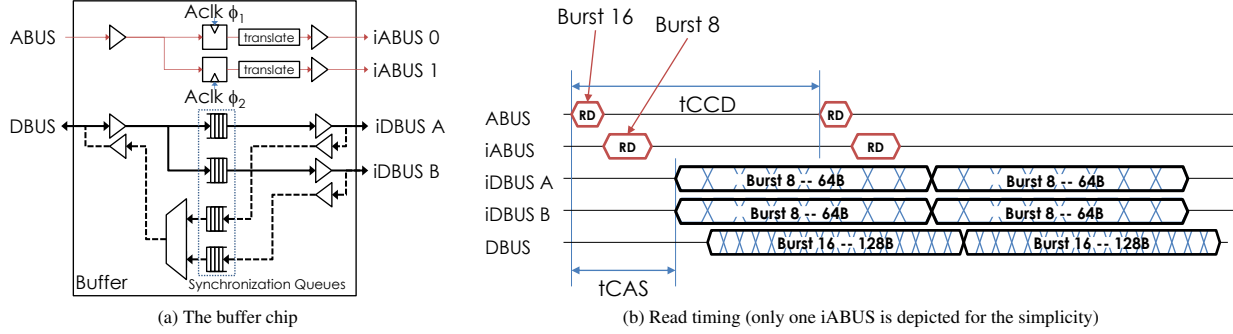 Aclk ϕ1
ABUS
translate
iABUS 0
translate
iABUS 1
Aclk ϕ2
DBUS
iDBUS A
iDBUS B
Buffer
Synchronization Queues
(a) The buffer chip
Burst 16
Burst 8
tCCD
ABUS
RD
RD
iABUS
RD
RD
iDBUS A
Burst 8 -- 64B
Burst 8 -- 64B
iDBUS B
Burst 8 -- 64B
Burst 8 -- 64B
DBUS
Burst 16 -- 128B
Burst 16 -- 128B
tCAS
(b) Read timing (only one iABUS is depicted for the simplicity)